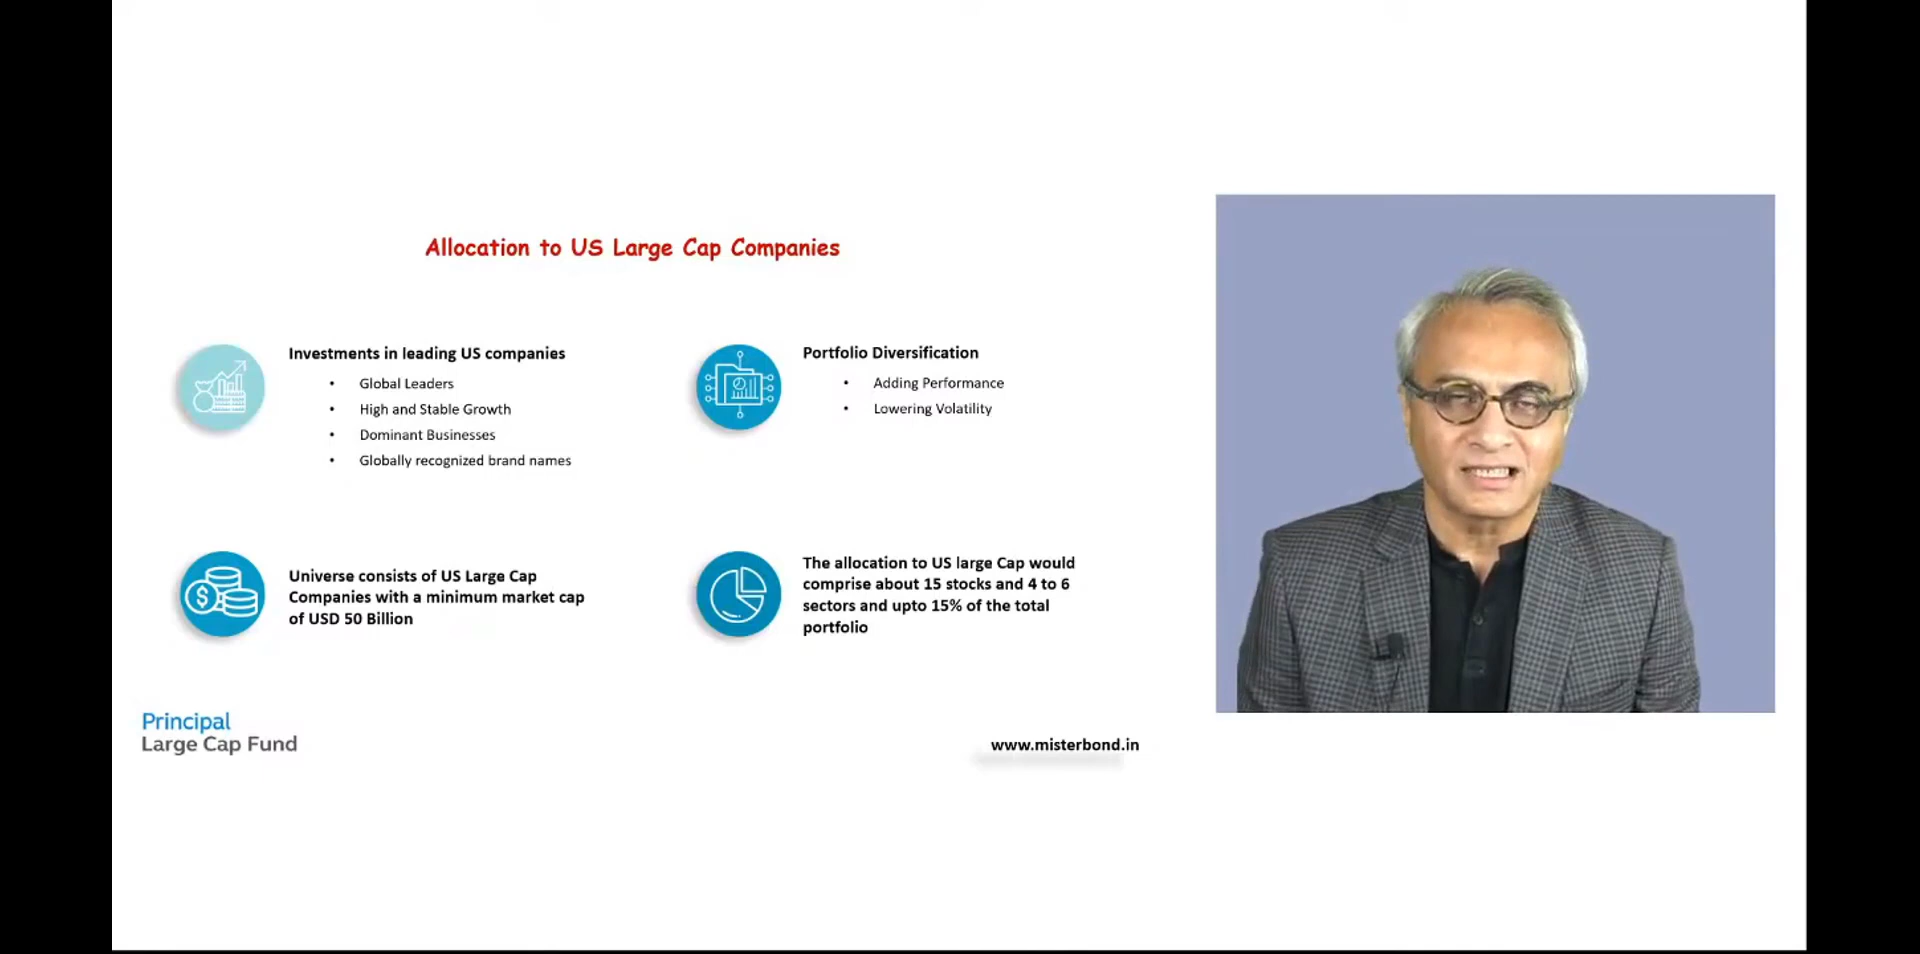 Allocation to US Large Cap Companies
Investments in leading US companies
• Global Leaders
• High and Stable Growth
• Dominant Businesses
• Globally recognized brand names
Portfolio Diversification
• Adding Performance
• Lowering Volatility
Universe consists of US Large Cap
Companies with a minimum market cap
of USD 50 Billion
The allocation to US large Cap would
comprise about 15 stocks and 4 to 6
sectors and upto 15% of the total
portfolio
Principal
Large Cap Fund
www.misterbond.in